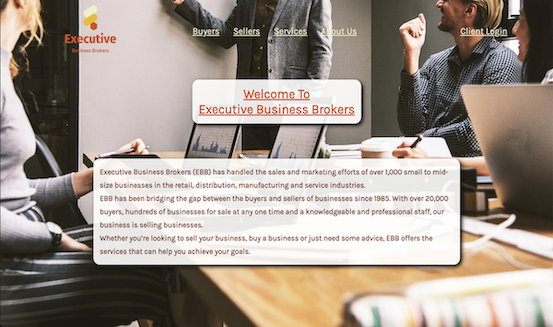 Executive
Business Brokers
Buyers Sellers Services About Us Client Login
Welcome To
Executive Business Brokers
Executive Business Brokers (EBB) has handled the sales and marketing efforts of over 1,000 small to mid-
size businesses in the retail, distribution, manufacturing and service industries.
EBB has been bridging the gap between the buyers and sellers of businesses since 1985. With over 20,000
buyers, hundreds of businesses for sale at any one time and a knowledgeable and professional staff, our
business is selling businesses.
Whether you're looking to sell your business, buy a business or just need some advice, EBB offers the
services that can help you achieve your goals.